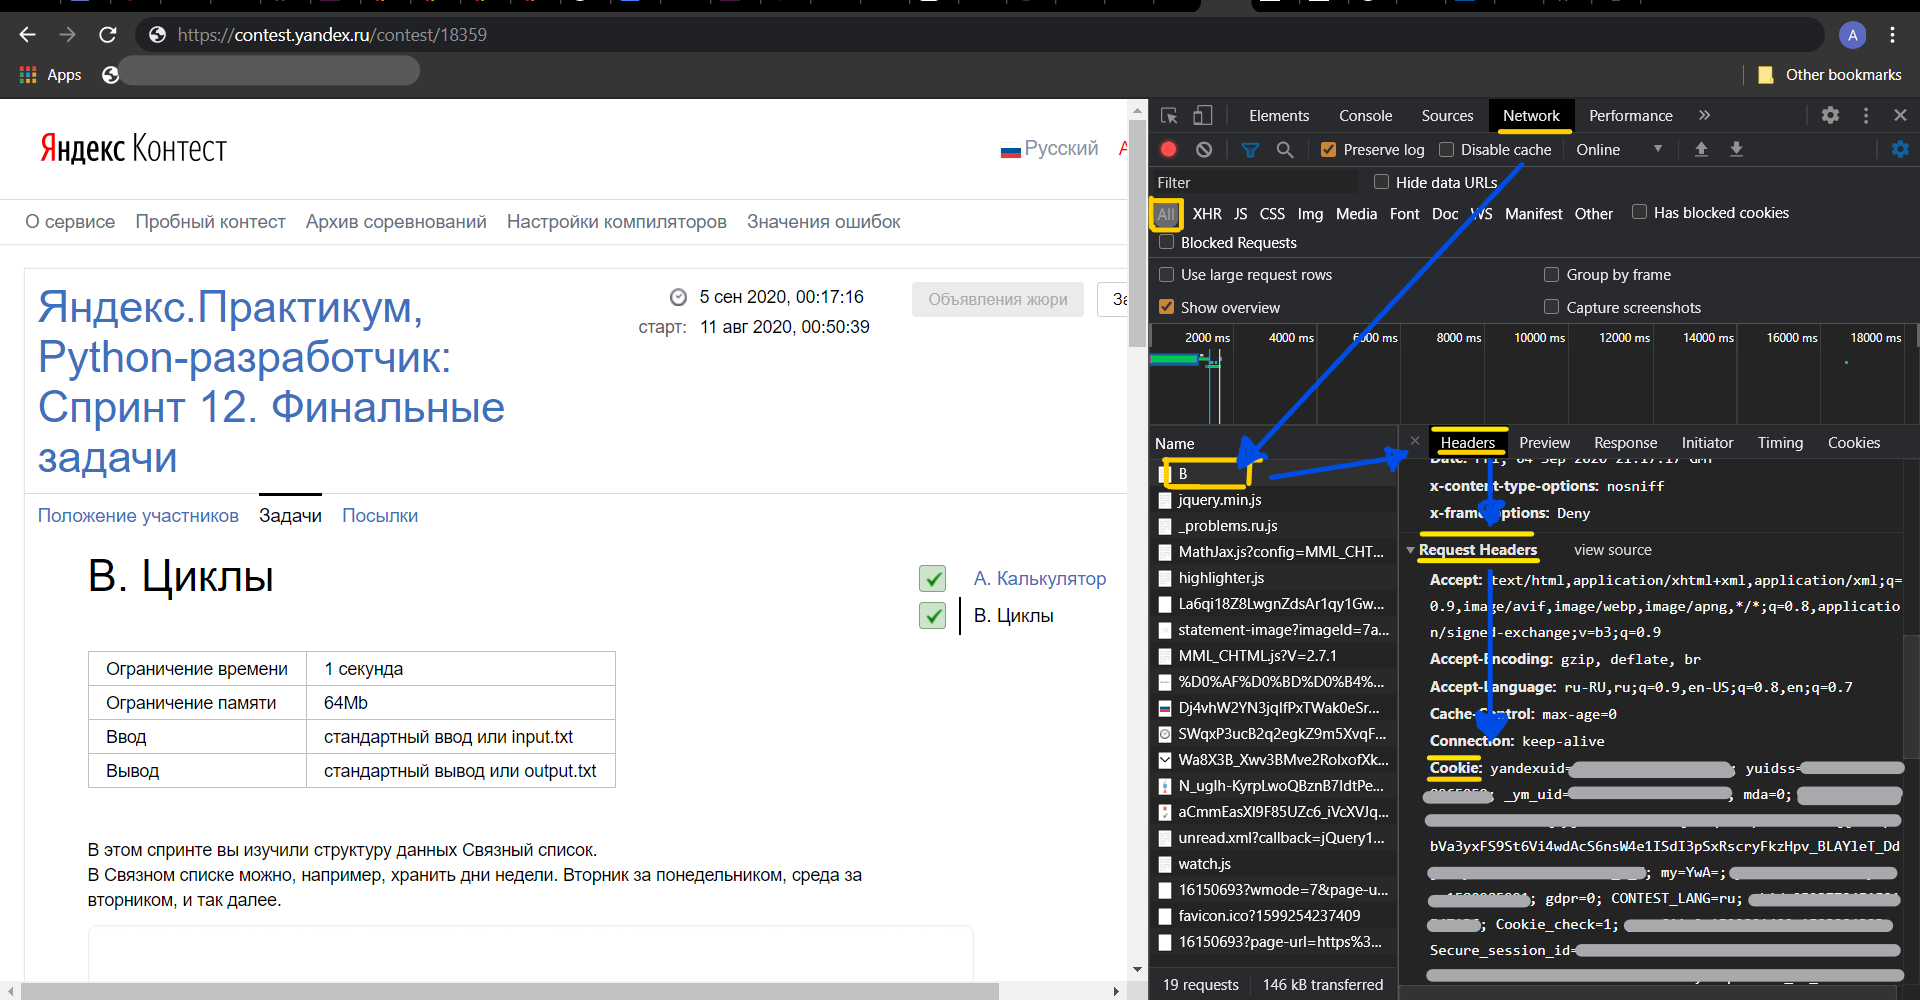 https://contest.yandex.ru/contest/18359
A
Apps
Other bookmarks
Яндекс Контест
Русский
О сервисе Пробный контест Архив соревнований Настройки компиляторов Значения ошибок
Яндекс.Практикум,
Python-разработчик:
Спринт 12. Финальные
задачи
5 сен 2020, 00:17:16
старт: 11 авг 2020, 00:50:39
Объявления жюри
За
Положение участников Задачи Посылки
B. Циклы
A. Калькулятор
B. Циклы
Ограничение времени 1 секунда
Ограничение памяти 64Mb
Ввод стандартный ввод или input.txt
Вывод стандартный вывод или output.txt
В этом спринте вы изучили структуру данных Связный список.
В Связном списке можно, например, хранить дни недели. Вторник за понедельником, среда за
вторником, и так далее.
Elements Console Sources Network Performance
Preserve log Disable cache Online
Filter Hide data URLs
All XHR JS CSS Img Media Font Doc WS Manifest Other Has blocked cookies
Blocked Requests
Use large request rows Group by frame
Show overview Capture screenshots
2000 ms 4000 ms 6000 ms 8000 ms 10000 ms 12000 ms 14000 ms 16000 ms 18000 ms
Name
B
jquery.min.js
_problems.ru.js
MathJax.js?config=MML_CHT...
highlighter.js
La6qi18Z8LwgnZdsAr1qy1Gw...
statement-image?imageId=7a...
MML_CHTML.js?V=2.7.1
%D0%AF%D0%BD%D0%B4%...
Dj4vhW2YN3jqIfPxTWak0eSr...
SWqxP3ucB2q2egkZ9m5XvqF...
Wa8X3B_Xwv3BMve2RolxofXk...
N_ugIh-KyrpLwoQBznB7IdtPe...
aCmmEasXl9F85UZc6_iVcXVJq...
unread.xml?callback=jQuery1...
watch.js
16150693?wmode=7&page-u...
favicon.ico?1599254237409
16150693?page-url=https%3...
19 requests 146 kB transferred
Headers Preview Response Initiator Timing Cookies
Date: Fri, 04 Sep 2020 21:17:17 GMT
x-content-type-options: nosniff
x-frame-options: Deny
Request Headers view source
Accept: text/html,application/xhtml+xml,application/xml;q=
0.9,image/avif,image/webp,image/apng,*/*;q=0.8,applicatio
n/signed-exchange;v=b3;q=0.9
Accept-Encoding: gzip, deflate, br
Accept-Language: ru-RU,ru;q=0.9,en-US;q=0.8,en;q=0.7
Cache-Control: max-age=0
Connection: keep-alive
Cookie: yandexuid= ; yuidss=
; _ym_uid= ; mda=0;
bVa3yxFS9St6Vi4wdAcS6nsW4e1ISdI3pSxRscryFkzHpv_BLAYleT_Dd
; my=YwA=;
; gdpr=0; CONTEST_LANG=ru;
; Cookie_check=1;
Secure_session_id=